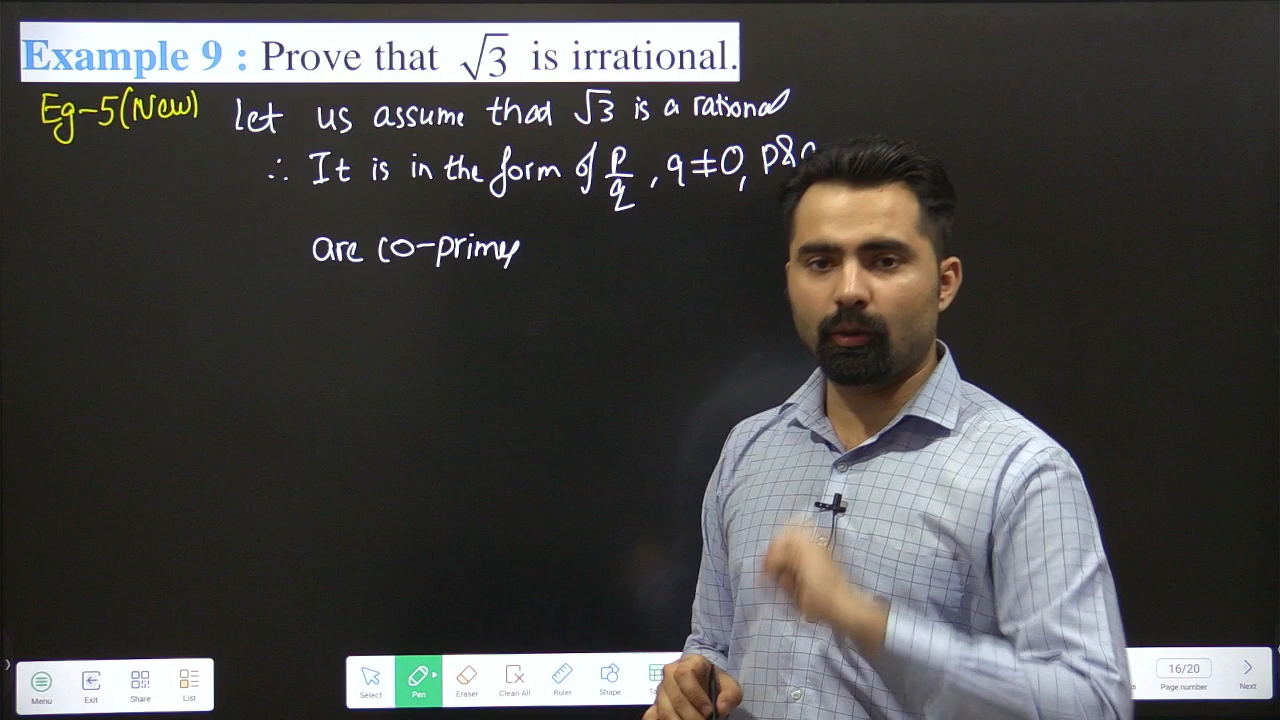 Example 9 : Prove that √3 is irrational.
Eg-5(New) Let us assume that √3 is a rational
∴ It is in the form of p/q, q≠0, p&
are co-primes
Menu Exit Share List
Select Pen Eraser Clean All Ruler Shape
16/20
Page number Next